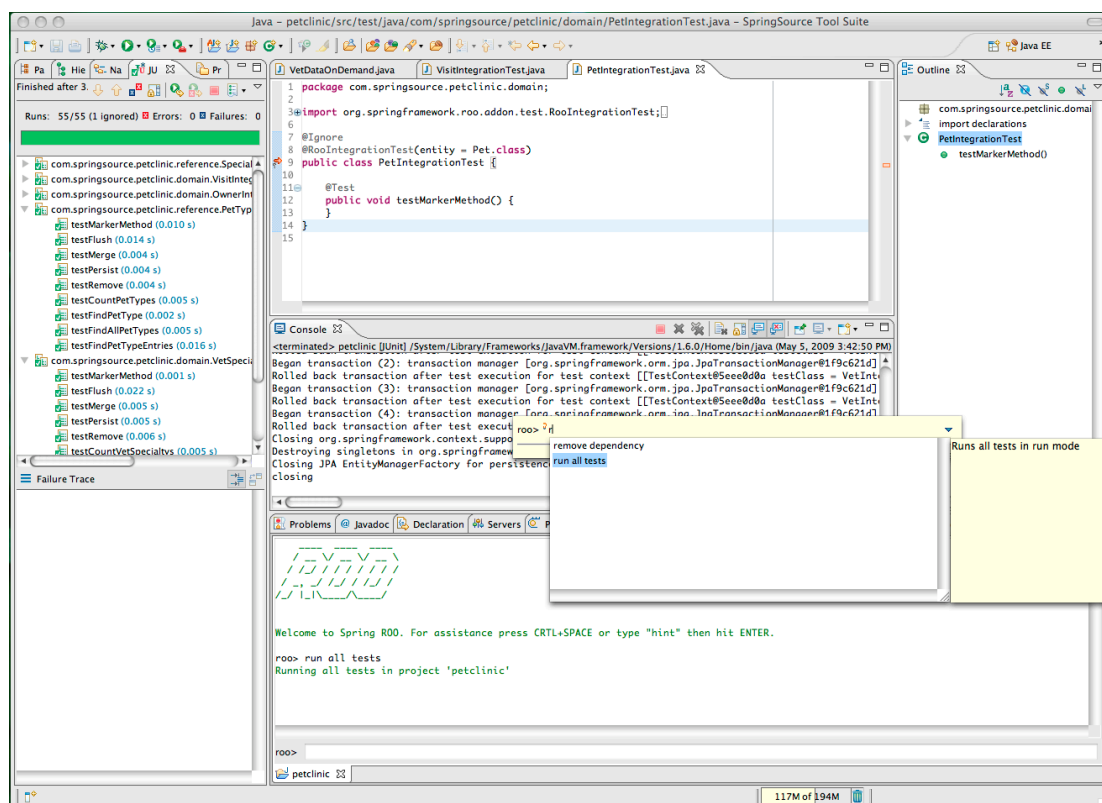 Java – petclinic/src/test/java/com/springsource/petclinic/domain/PetIntegrationTest.java – SpringSource Tool Suite
Java EE
Pa
Hie
Na
JU
Pr
Finished after 3.
Runs: 55/55 (1 ignored) Errors: 0 Failures: 0
com.springsource.petclinic.reference.Special
com.springsource.petclinic.domain.VisitInteg
com.springsource.petclinic.domain.OwnerInt
com.springsource.petclinic.reference.PetTyp
testMarkerMethod (0.010 s)
testFlush (0.014 s)
testMerge (0.004 s)
testPersist (0.004 s)
testRemove (0.004 s)
testCountPetTypes (0.005 s)
testFindPetType (0.002 s)
testFindAllPetTypes (0.005 s)
testFindPetTypeEntries (0.016 s)
com.springsource.petclinic.domain.VetSpecia
testMarkerMethod (0.001 s)
testFlush (0.022 s)
testMerge (0.005 s)
testPersist (0.005 s)
testRemove (0.006 s)
testCountVetSpecialtys (0.005 s)
Failure Trace
VetDataOnDemand.java
VisitIntegrationTest.java
PetIntegrationTest.java
1 package com.springsource.petclinic.domain;
2
3 import org.springframework.roo.addon.test.RooIntegrationTest;
6
7 @Ignore
8 @RooIntegrationTest(entity = Pet.class)
9 public class PetIntegrationTest {
10
11 @Test
12 public void testMarkerMethod() {
13 }
14 }
15
Outline
com.springsource.petclinic.domai
import declarations
PetIntegrationTest
testMarkerMethod()
Console
<terminated> petclinic [JUnit] /System/Library/Frameworks/JavaVM.framework/Versions/1.6.0/Home/bin/java (May 5, 2009 3:42:50 PM)
Began transaction (2): transaction manager [org.springframework.orm.jpa.JpaTransactionManager@1f9c621d]
Rolled back transaction after test execution for test context [[TestContext@5eee0d0a testClass = VetInte
Began transaction (3): transaction manager [org.springframework.orm.jpa.JpaTransactionManager@1f9c621d]
Rolled back transaction after test execution for test context [[TestContext@5eee0d0a testClass = VetInte
Began transaction (4): transaction manager [org.springframework.orm.jpa.JpaTransactionManager@1f9c621d]
Rolled back transaction after test execut
Closing org.springframework.context.suppo
Destroying singletons in org.springframew
Closing JPA EntityManagerFactory for persistence
closing
roo> r
remove dependency
run all tests
Runs all tests in run mode
Problems
Javadoc
Declaration
Servers
P
Welcome to Spring ROO. For assistance press CRTL+SPACE or type "hint" then hit ENTER.
roo> run all tests
Running all tests in project 'petclinic'
roo>
petclinic
117M of 194M